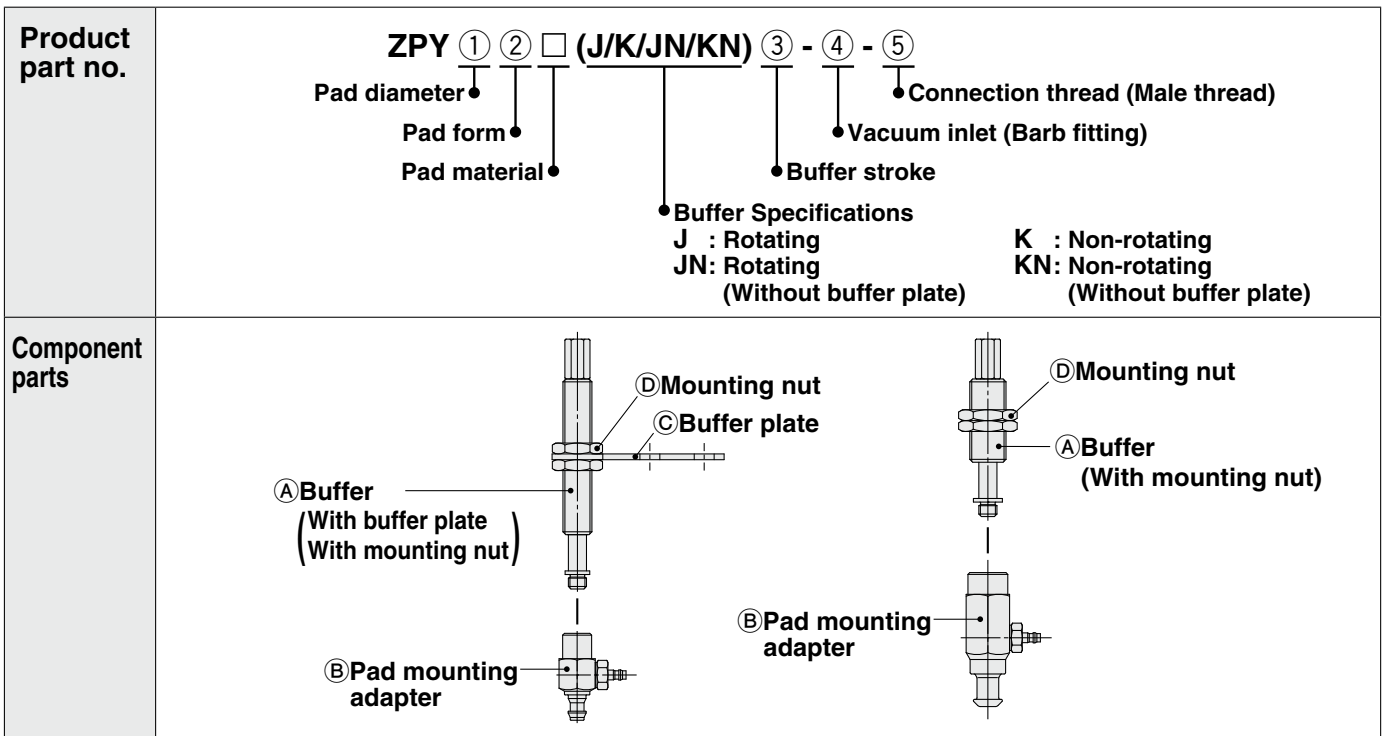 Product
part no.
ZPY ① ② □ (J/K/JN/KN) ③ - ④ - ⑤
Pad diameter
Connection thread (Male thread)
Pad form
Vacuum inlet (Barb fitting)
Pad material
Buffer stroke
Buffer Specifications
J : Rotating
K : Non-rotating
JN: Rotating
KN: Non-rotating
(Without buffer plate)
(Without buffer plate)
Component
parts
ⒹMounting nut
ⒸBuffer plate
ⒶBuffer
(With buffer plate
With mounting nut)
ⒷPad mounting
adapter
ⒹMounting nut
ⒶBuffer
(With mounting nut)
ⒷPad mounting
adapter